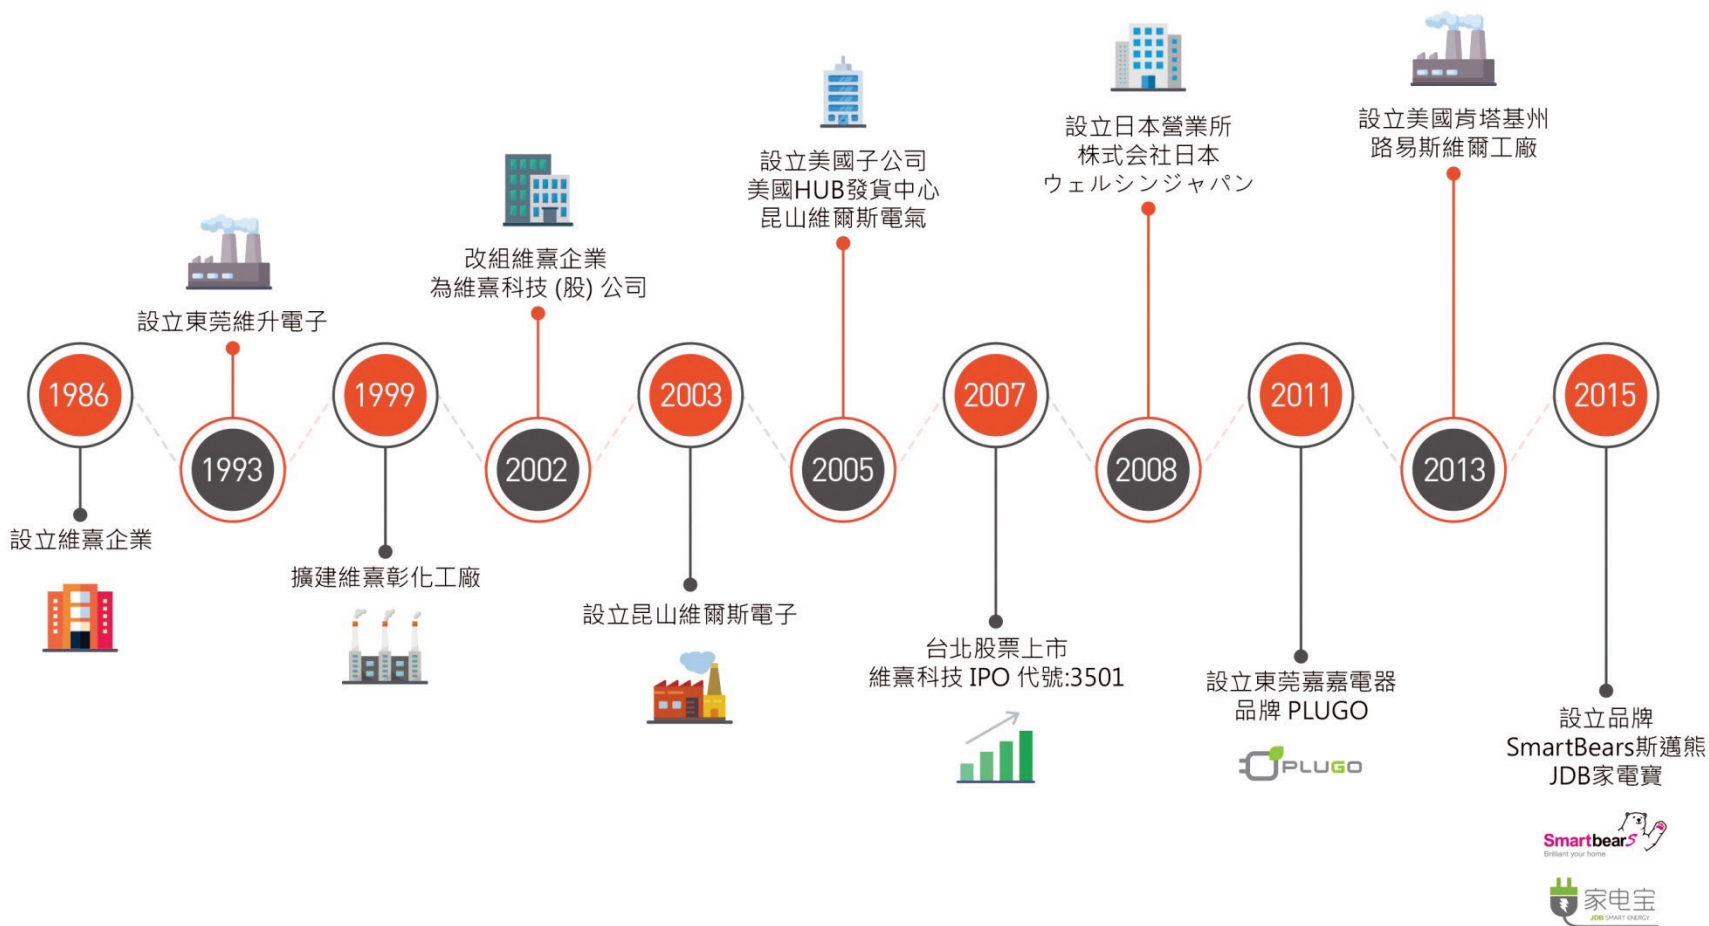 1986
設立維熹企業
設立東莞維升電子
1993
1999
擴建維熹彰化工廠
改組維熹企業
為維熹科技 (股) 公司
2002
2003
設立昆山維爾斯電子
設立美國子公司
美國HUB發貨中心
昆山維爾斯電氣
2005
2007
台北股票上市
維熹科技 IPO 代號:3501
設立日本營業所
株式会社日本
ウェルシンジャパン
2008
2011
設立東莞嘉嘉電器
品牌 PLUGO
PLUGO
設立美國肯塔基州
路易斯維爾工廠
2013
2015
設立品牌
SmartBears斯邁熊
JDB家電寶
SmartbearS
Brilliant your home
家电宝
JDB SMART ENERGY